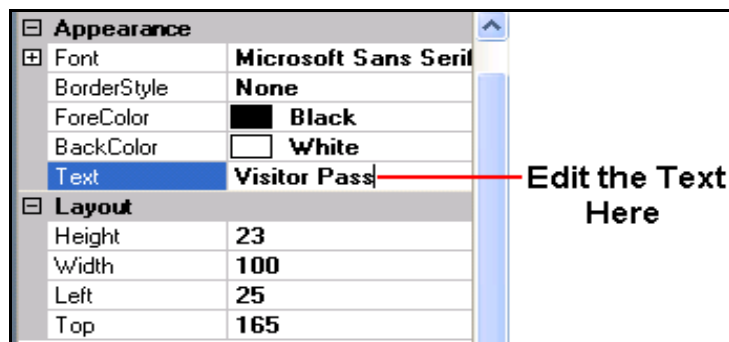 Appearance
Font Microsoft Sans Serif
BorderStyle None
ForeColor Black
BackColor White
Text Visitor Pass
Edit the Text
Here
Layout
Height 23
Width 100
Left 25
Top 165